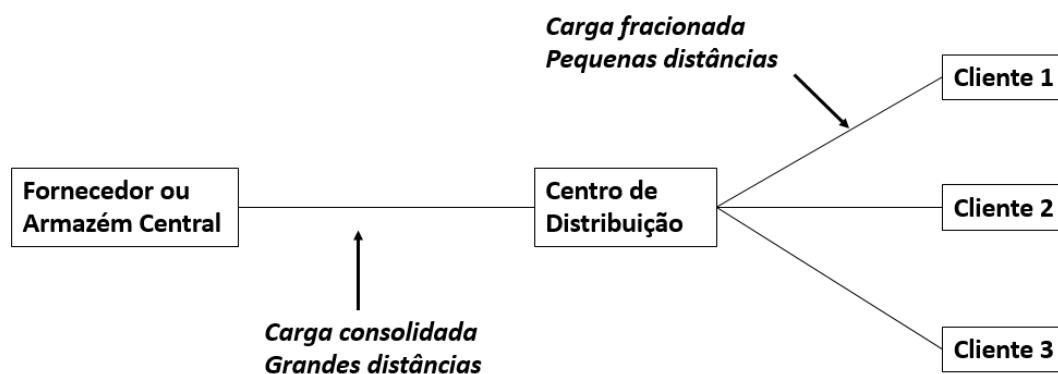 Carga fracionada
Pequenas distâncias
Cliente 1
Fornecedor ou
Armazém Central
Centro de
Distribuição
Cliente 2
Carga consolidada
Grandes distâncias
Cliente 3